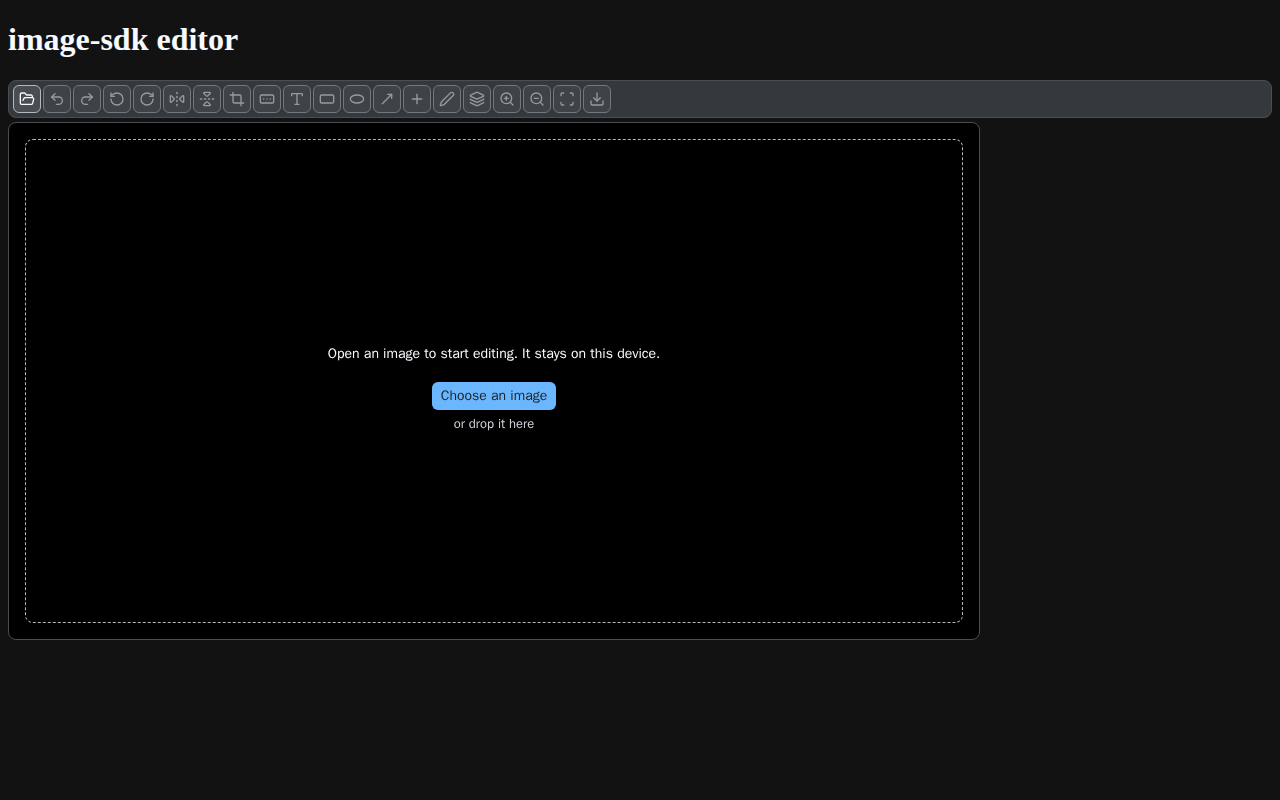 image-sdk editor
Open an image to start editing. It stays on this device.
Choose an image
or drop it here